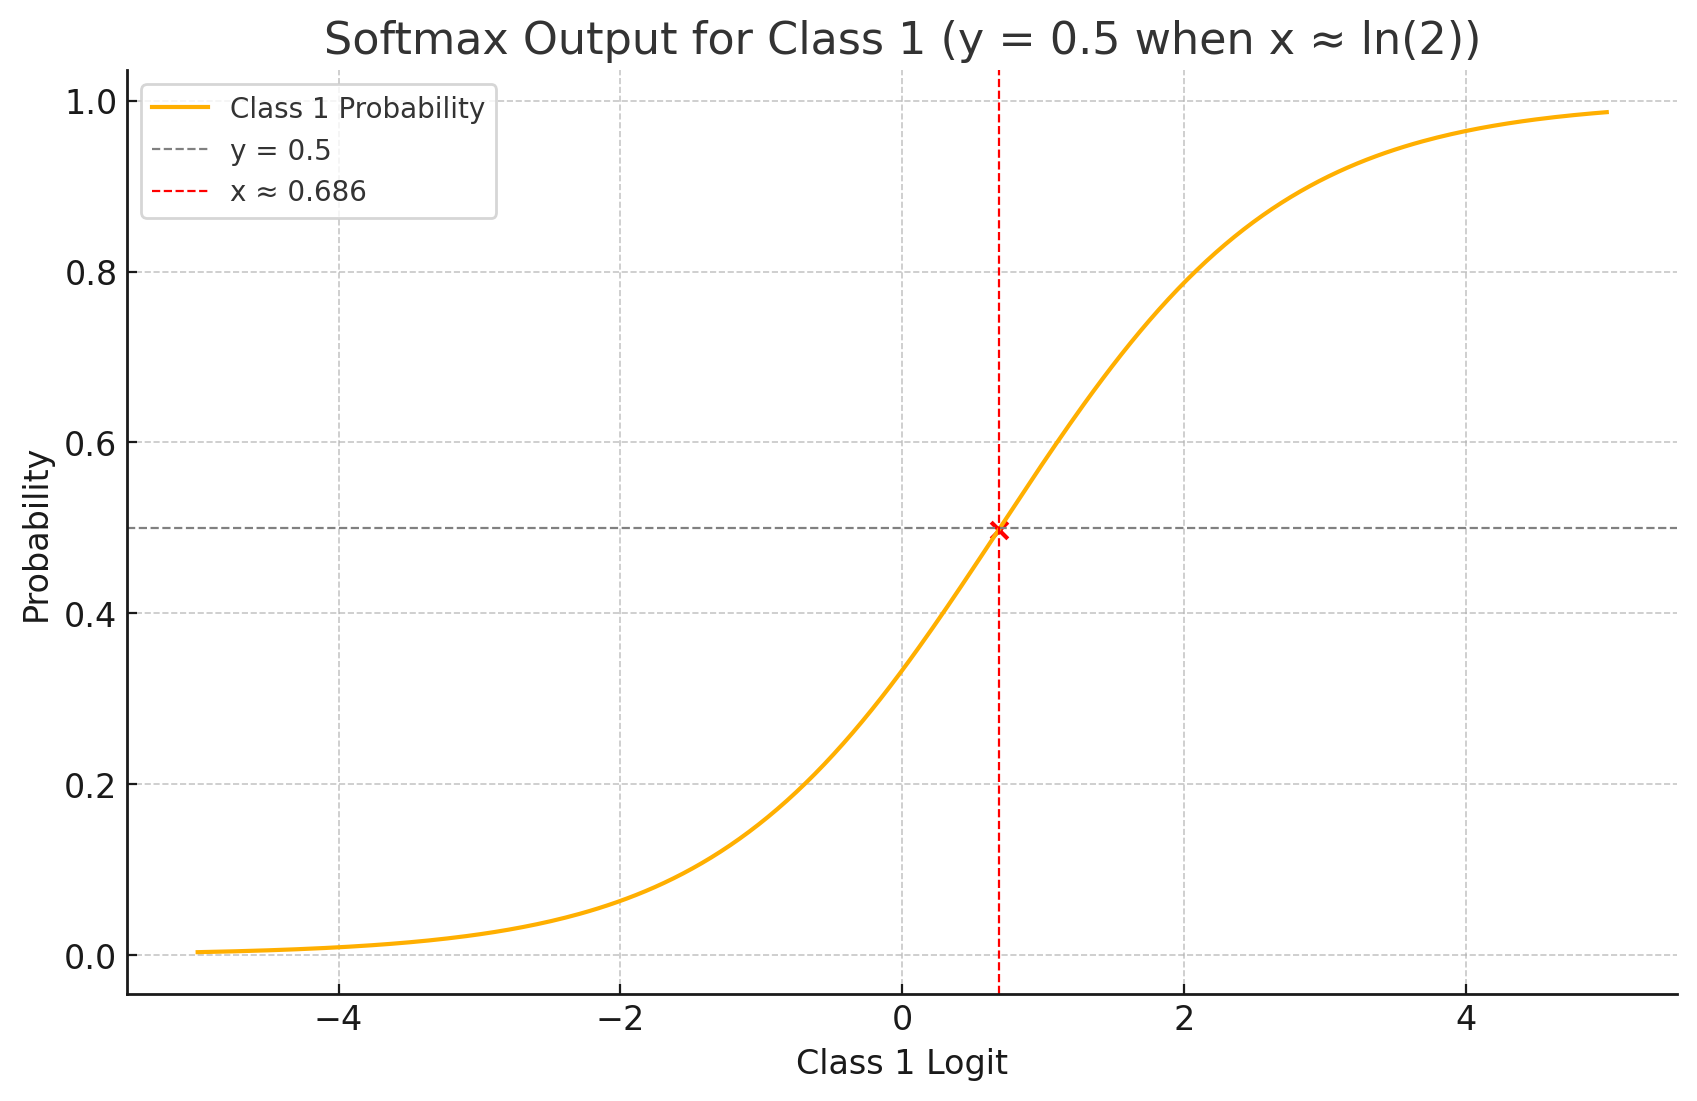 Softmax Output for Class 1 (y = 0.5 when x ≈ ln(2))
Class 1 Probability
y = 0.5
x ≈ 0.686
1.0
0.8
0.6
0.4
0.2
0.0
Probability
−4
−2
0
2
4
Class 1 Logit